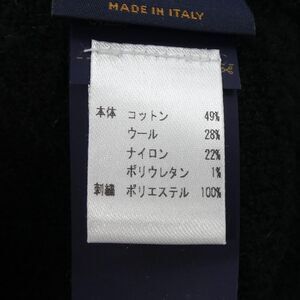 MADE IN ITALY
本体 コットン 49%
ウール 28%
ナイロン 22%
ポリウレタン 1%
刺繍 ポリエステル 100%